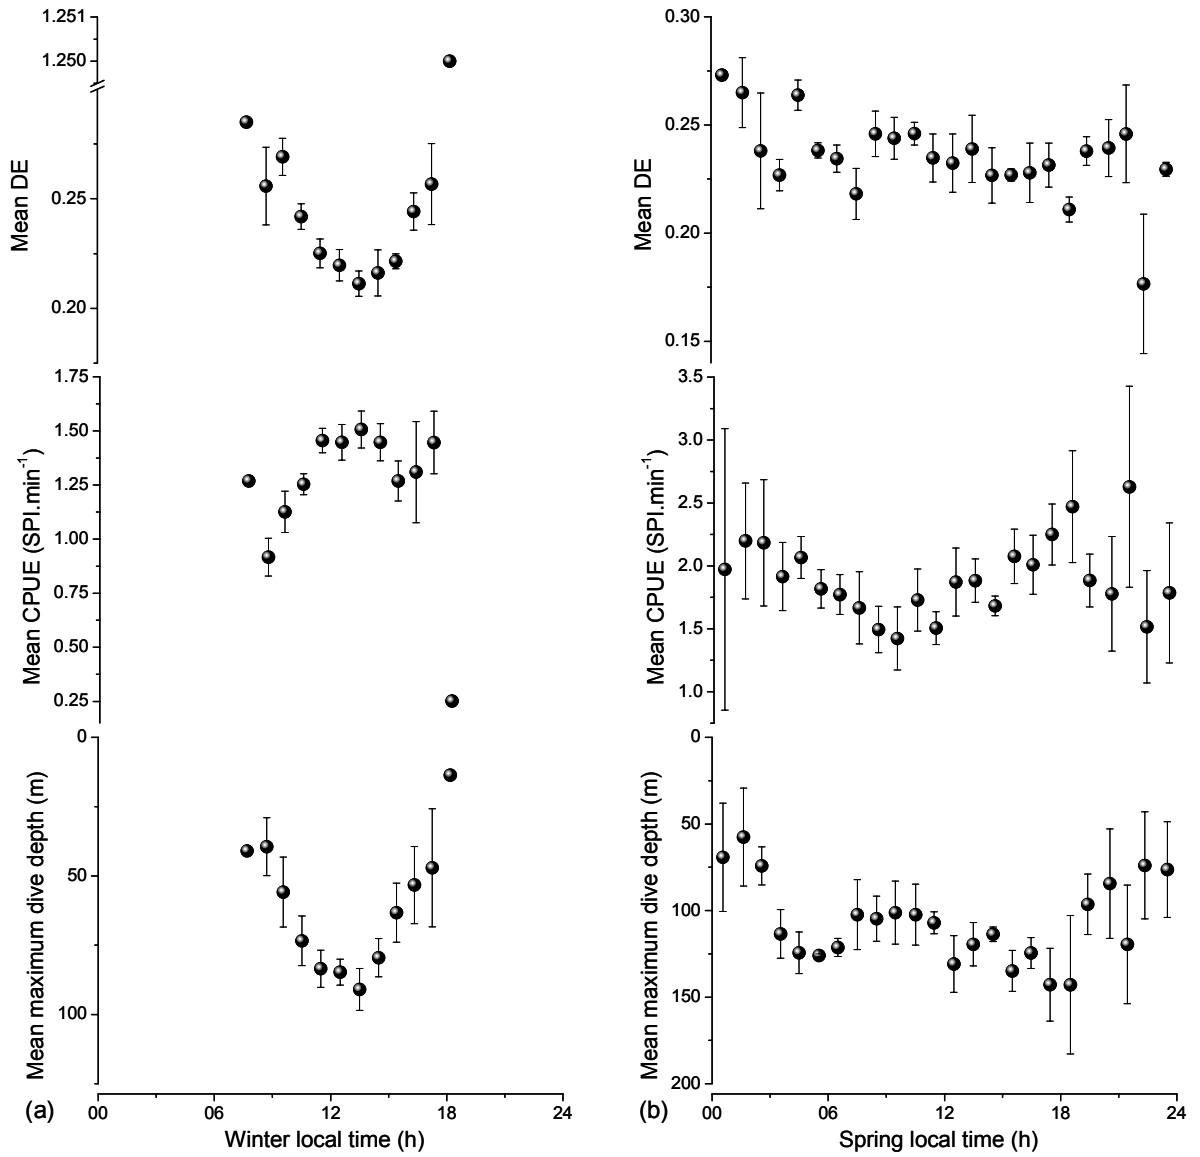 1.251
1.250
0.25
0.20
Mean DE
0.30
0.25
0.20
0.15
Mean DE
1.75
1.50
1.25
1.00
0.75
0.50
0.25
Mean CPUE (SPI.min-1)
3.5
3.0
2.5
2.0
1.5
1.0
Mean CPUE (SPI.min-1)
0
50
100
Mean maximum dive depth (m)
0
50
100
150
200
Mean maximum dive depth (m)
(a)
00 06 12 18 24
Winter local time (h)
(b)
00 06 12 18 24
Spring local time (h)